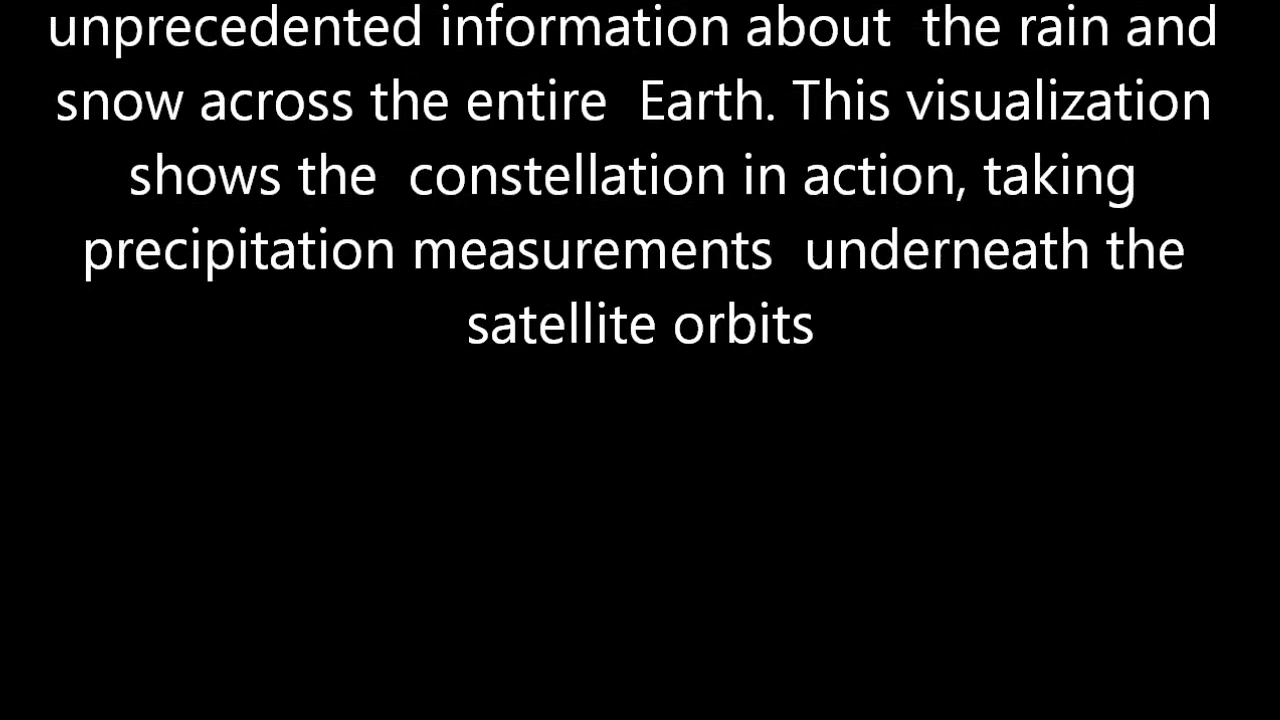 unprecedented information about  the rain and
snow across the entire  Earth. This visualization
shows the  constellation in action, taking
precipitation measurements  underneath the
satellite orbits